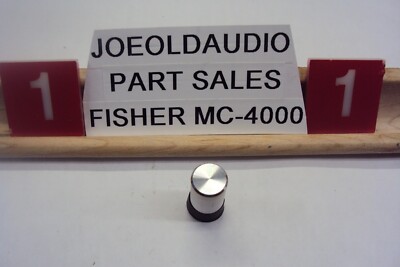 JOEOLDAUDIO
1 PART SALES 1
FISHER MC-4000